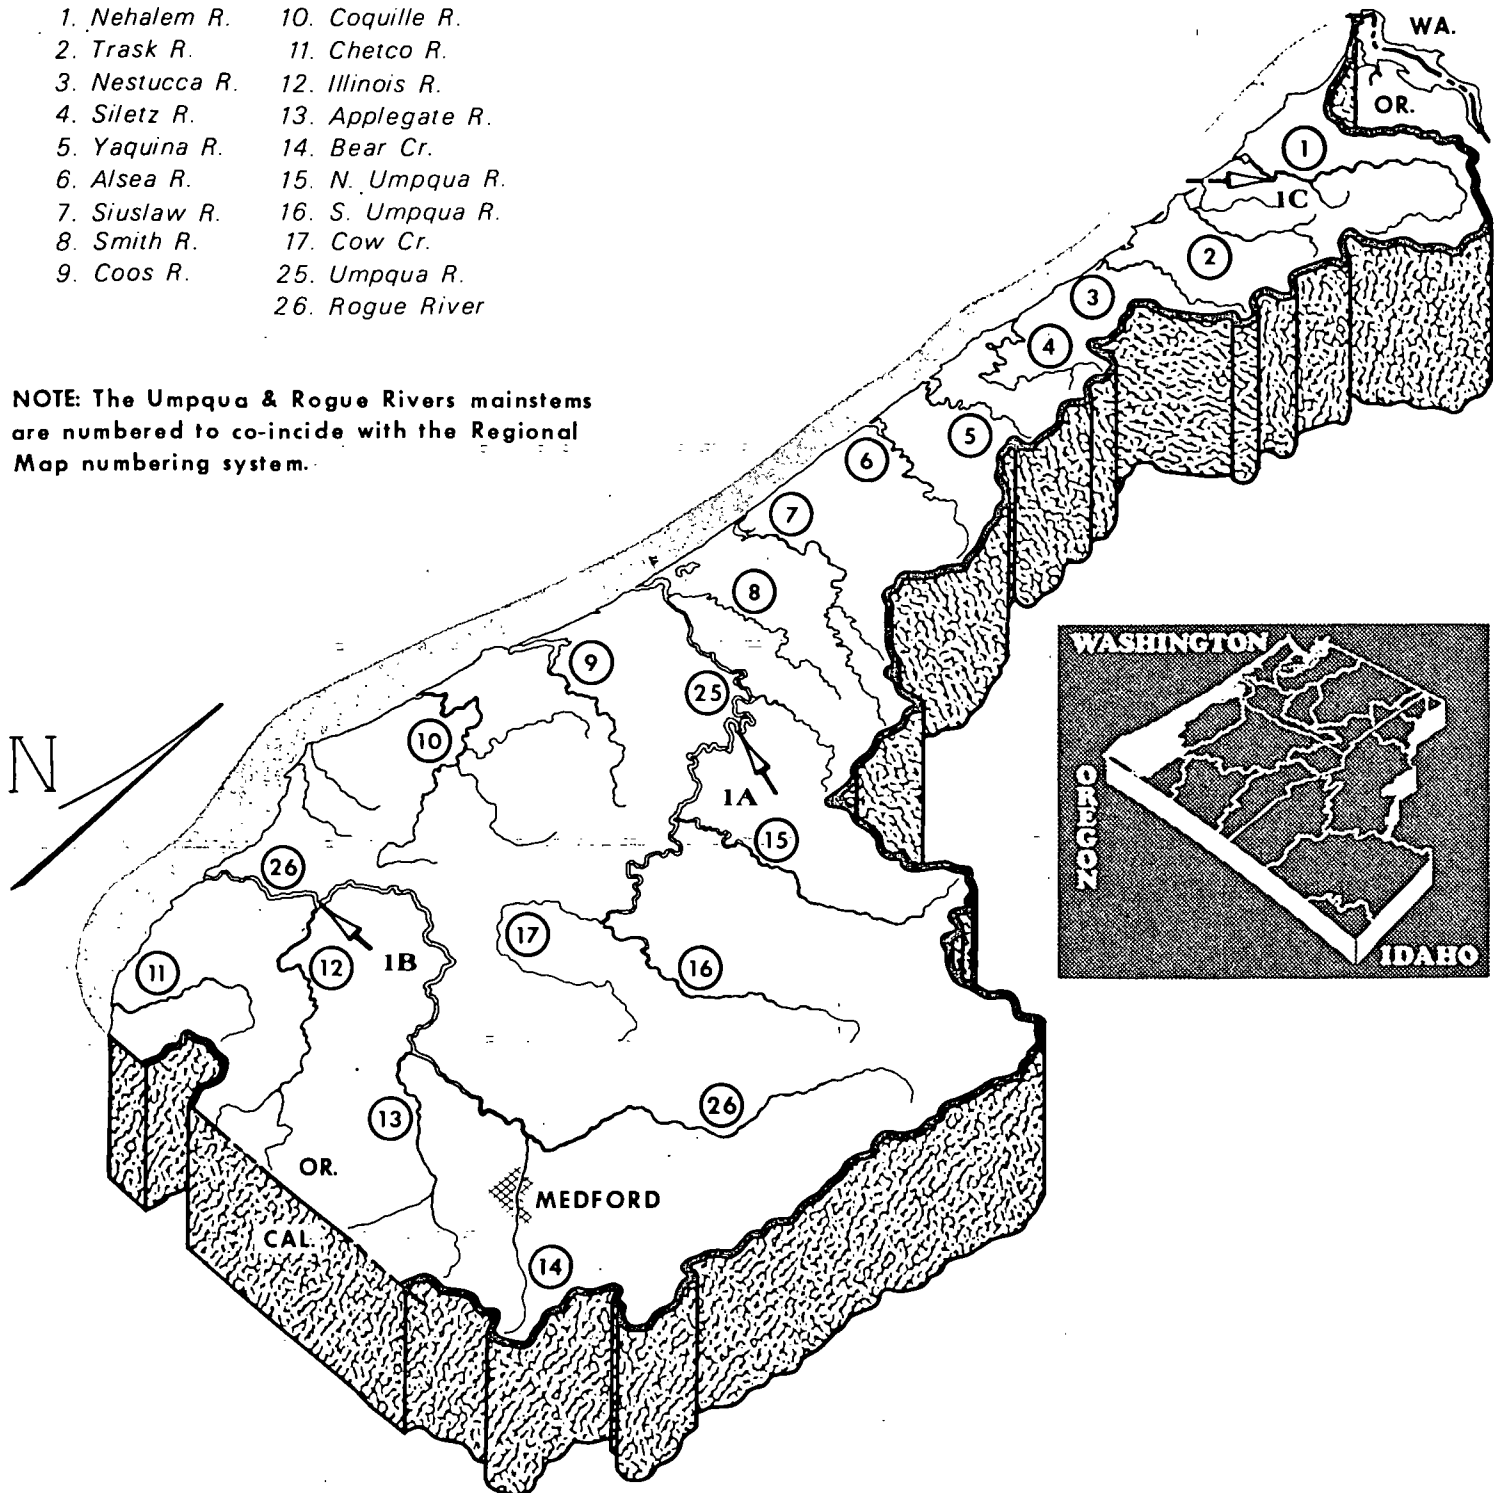 1. Nehalem R.
2. Trask R.
3. Nestucca R.
4. Siletz R.
5. Yaquina R.
6. Alsea R.
7. Siuslaw R.
8. Smith R.
9. Coos R.
10. Coquille R.
11. Chetco R.
12. Illinois R.
13. Applegate R.
14. Bear Cr.
15. N. Umpqua R.
16. S. Umpqua R.
17. Cow Cr.
25. Umpqua R.
26. Rogue River
NOTE: The Umpqua & Rogue Rivers mainstems
are numbered to co-incide with the Regional
Map numbering system.
WA.
OR.
1
1C
2
3
4
5
6
7
8
9
25
10
1A
15
26
17
16
1B
12
11
13
26
OR.
MEDFORD
CAL.
14
N
WASHINGTON
OREGON
IDAHO